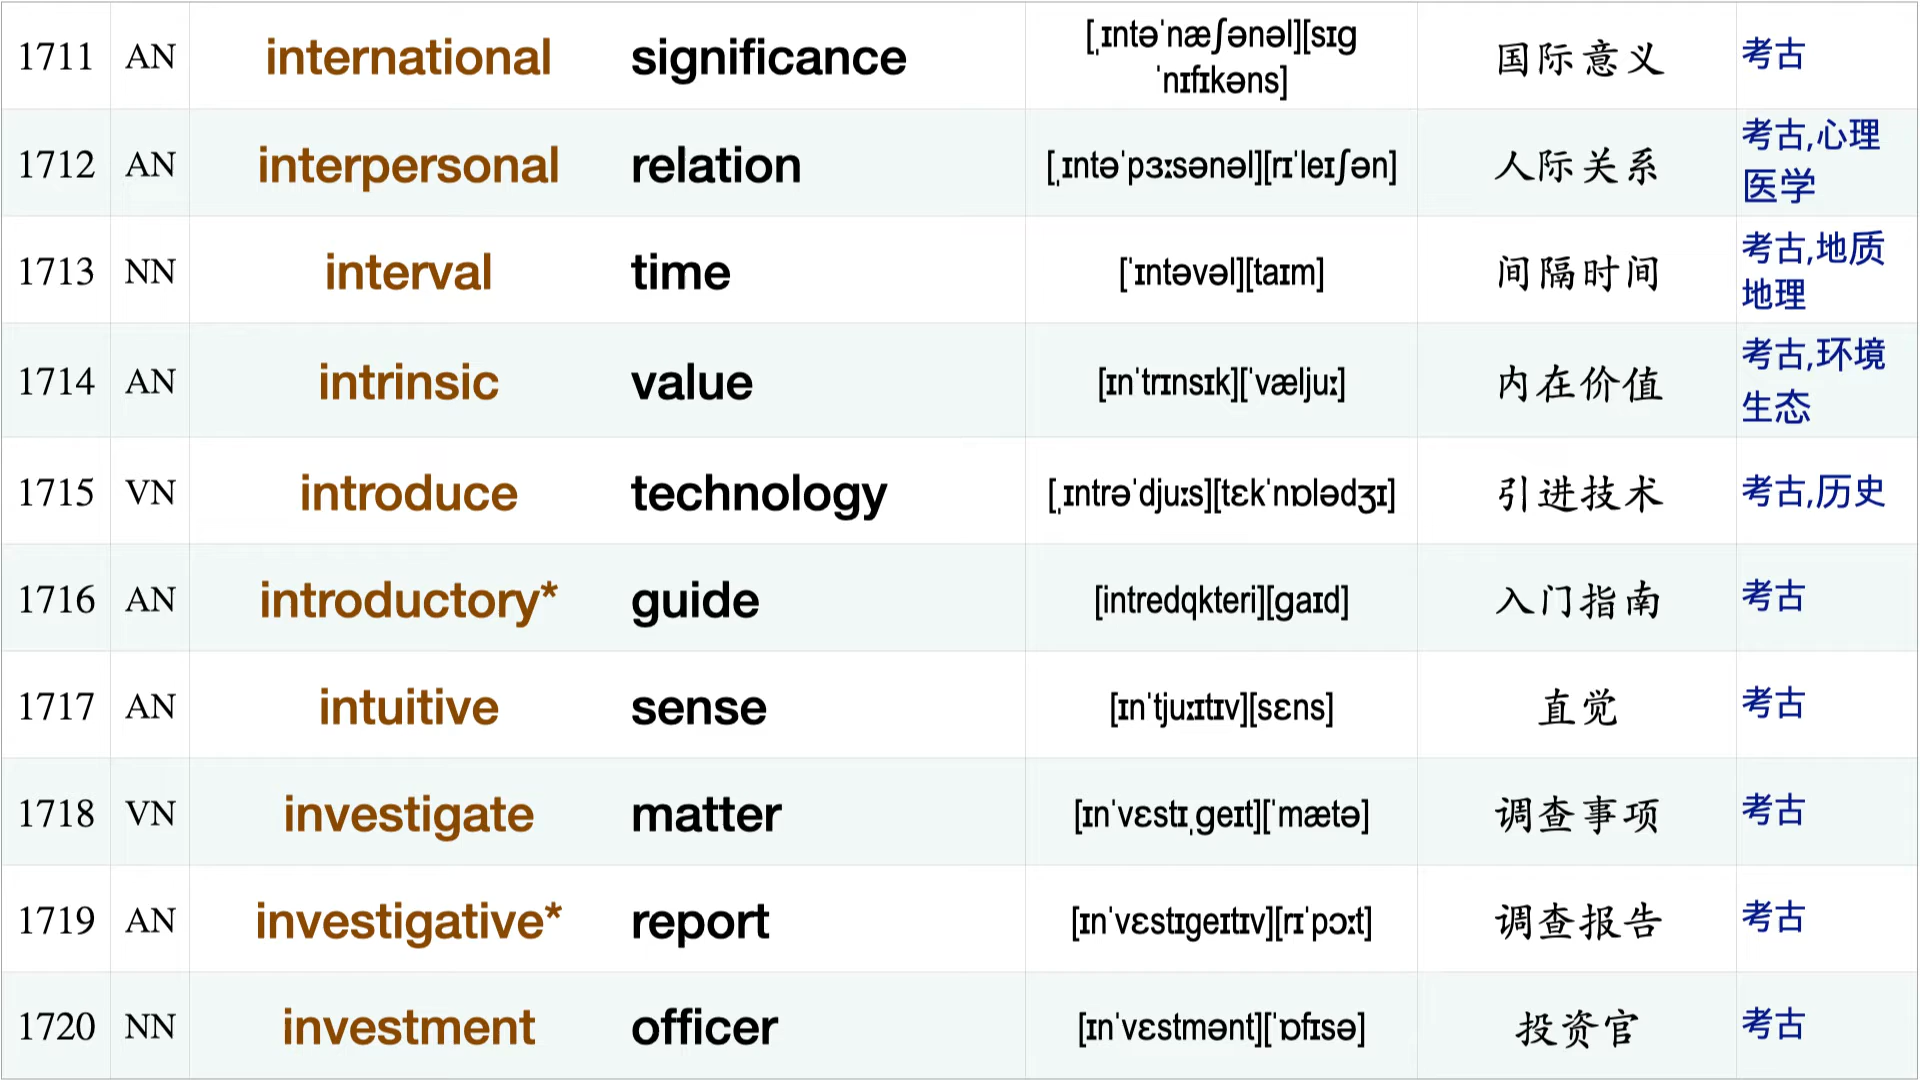 1711 AN international significance [ˌɪntəˈnæʃənəl][sɪg 国际意义 考古
ˈnɪfɪkəns]
1712 AN interpersonal relation [ˌɪntəˈpɜːsənəl][rɪˈleɪʃən] 人际关系 考古,心理
医学
1713 NN interval time [ˈɪntəvəl][taɪm] 间隔时间 考古,地质
地理
1714 AN intrinsic value [ɪnˈtrɪnsɪk][ˈvæljuː] 内在价值 考古,环境
生态
1715 VN introduce technology [ˌɪntrəˈdjuːs][tɛkˈnɒlədʒɪ] 引进技术 考古,历史
1716 AN introductory* guide [intredqkteri][gaɪd] 入门指南 考古
1717 AN intuitive sense [ɪnˈtjuːɪtɪv][sɛns] 直觉 考古
1718 VN investigate matter [ɪnˈvɛstɪˌgeɪt][ˈmætə] 调查事项 考古
1719 AN investigative* report [ɪnˈvɛstɪgeɪtɪv][rɪˈpɔːt] 调查报告 考古
1720 NN investment officer [ɪnˈvɛstmənt][ˈɒfɪsə] 投资官 考古